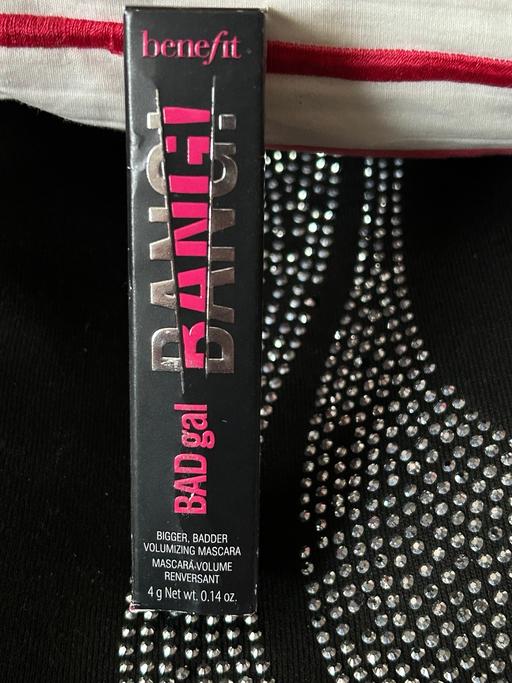 benefit
BADgal
BANG!
BIGGER, BADDER
VOLUMIZING MASCARA
MASCARA VOLUME
RENVERSANT
4 g Net wt. 0.14 oz.